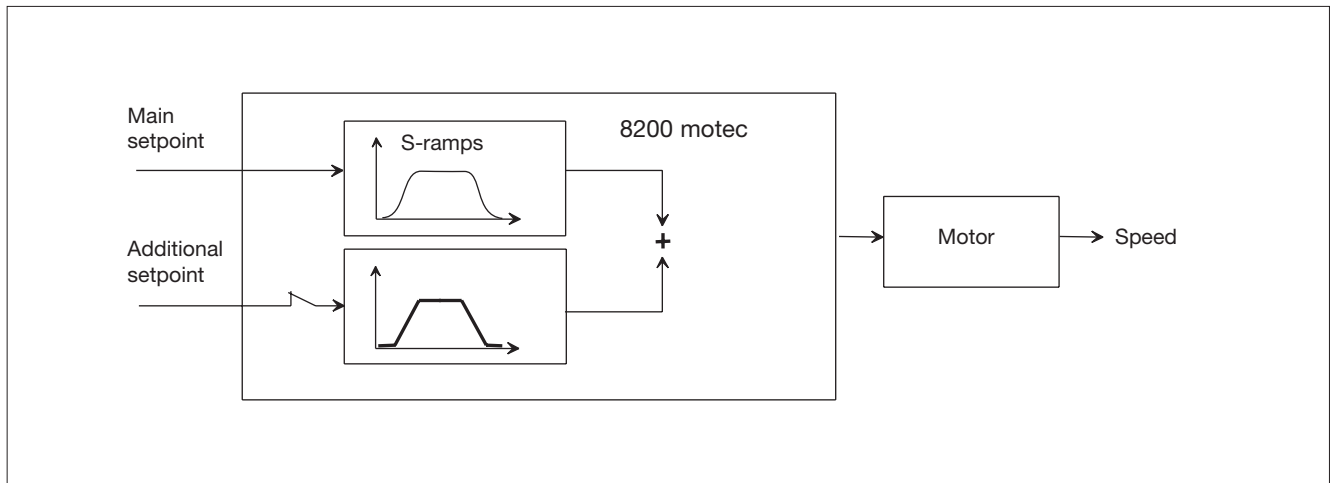 Main
setpoint
S-ramps
8200 motec
+
Additional
setpoint
Motor
Speed